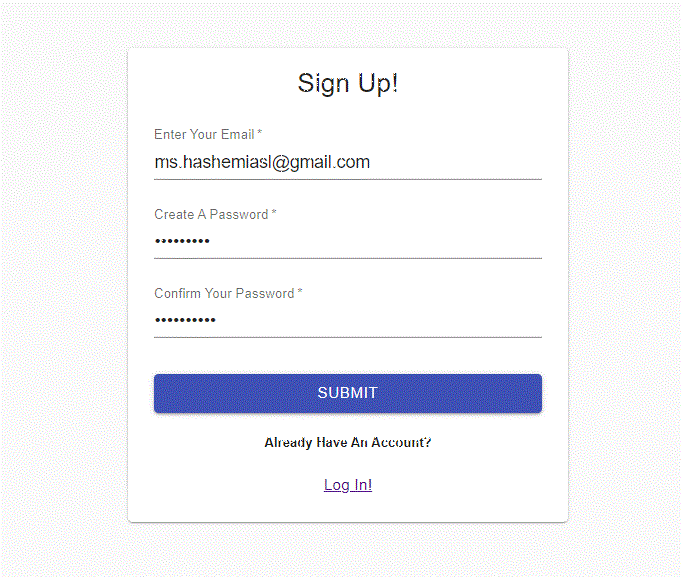 Sign Up!
Enter Your Email *
ms.hashemiasl@gmail.com
Create A Password *
•••••••••
Confirm Your Password *
••••••••••
SUBMIT
Already Have An Account?
Log In!